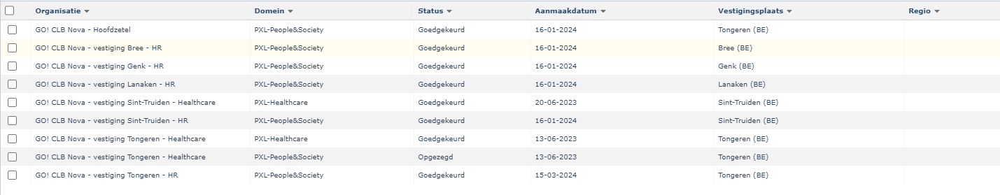 Organisatie Domein Status Aanmaakdatum Vestigingsplaats Regio
GO! CLB Nova - Hoofdzetel PXL-People&Society Goedgekeurd 16-01-2024 Tongeren (BE)
GO! CLB Nova - vestiging Bree - HR PXL-People&Society Goedgekeurd 16-01-2024 Bree (BE)
GO! CLB Nova - vestiging Genk - HR PXL-People&Society Goedgekeurd 16-01-2024 Genk (BE)
GO! CLB Nova - vestiging Lanaken - HR PXL-People&Society Goedgekeurd 16-01-2024 Lanaken (BE)
GO! CLB Nova - vestiging Sint-Truiden - Healthcare PXL-Healthcare Goedgekeurd 20-06-2023 Sint-Truiden (BE)
GO! CLB Nova - vestiging Sint-Truiden - HR PXL-People&Society Goedgekeurd 16-01-2024 Sint-Truiden (BE)
GO! CLB Nova - vestiging Tongeren - Healthcare PXL-Healthcare Goedgekeurd 13-06-2023 Tongeren (BE)
GO! CLB Nova - vestiging Tongeren - Healthcare PXL-People&Society Opgezegd 13-06-2023 Tongeren (BE)
GO! CLB Nova - vestiging Tongeren - HR PXL-People&Society Goedgekeurd 15-03-2024 Tongeren (BE)